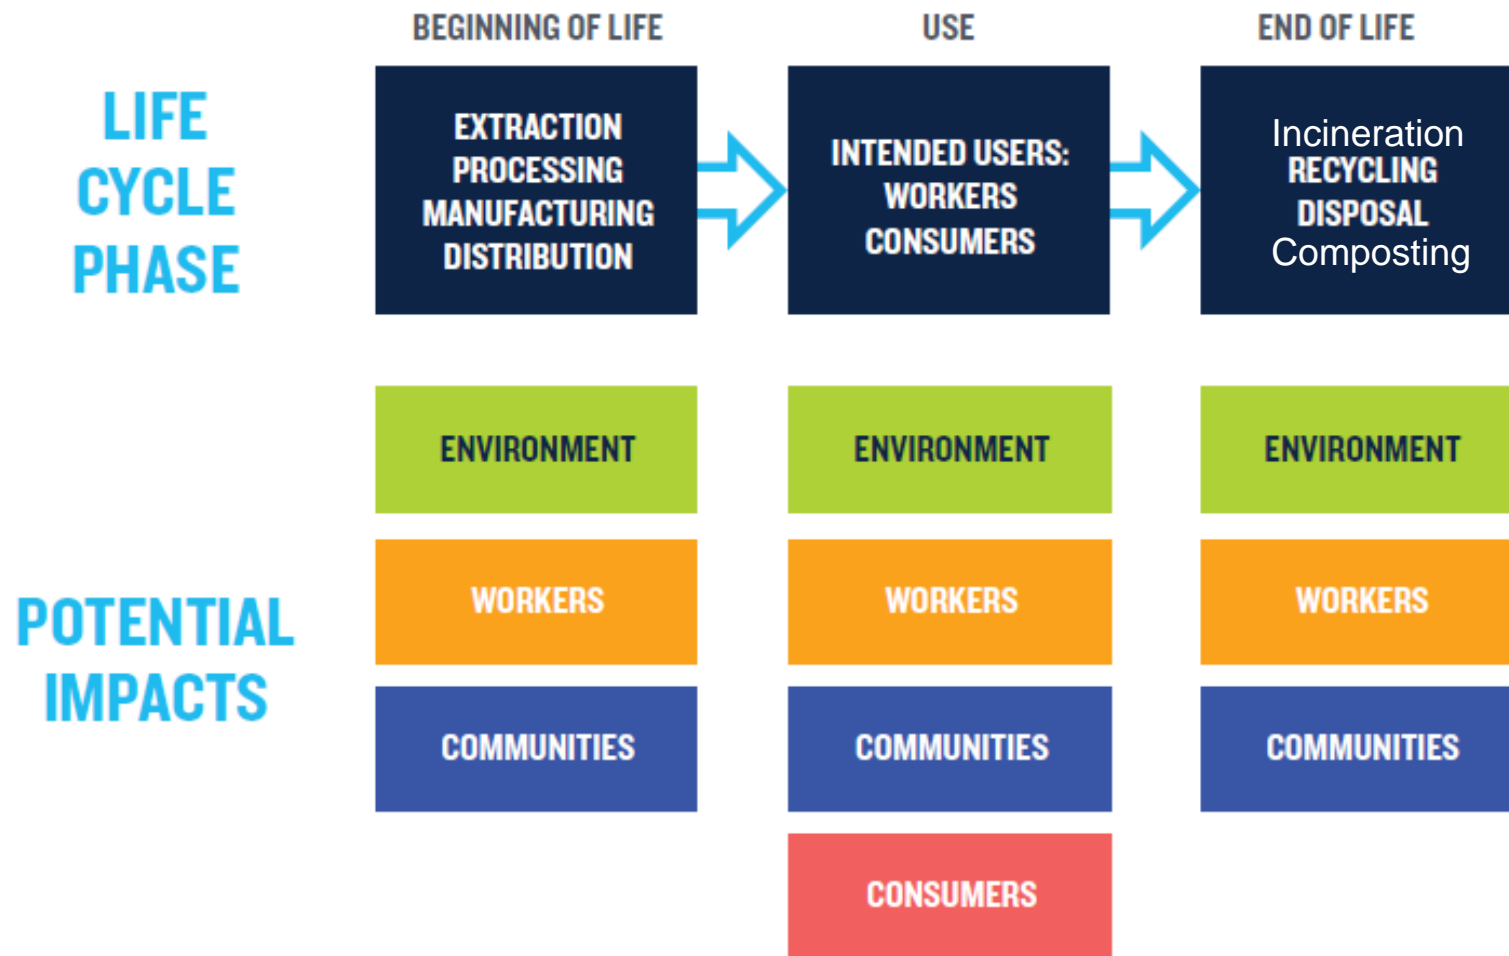 BEGINNING OF LIFE
USE
END OF LIFE
LIFE
CYCLE
PHASE
EXTRACTION
PROCESSING
MANUFACTURING
DISTRIBUTION
INTENDED USERS:
WORKERS
CONSUMERS
Incineration
RECYCLING
DISPOSAL
Composting
POTENTIAL
IMPACTS
ENVIRONMENT
ENVIRONMENT
ENVIRONMENT
WORKERS
WORKERS
WORKERS
COMMUNITIES
COMMUNITIES
COMMUNITIES
CONSUMERS